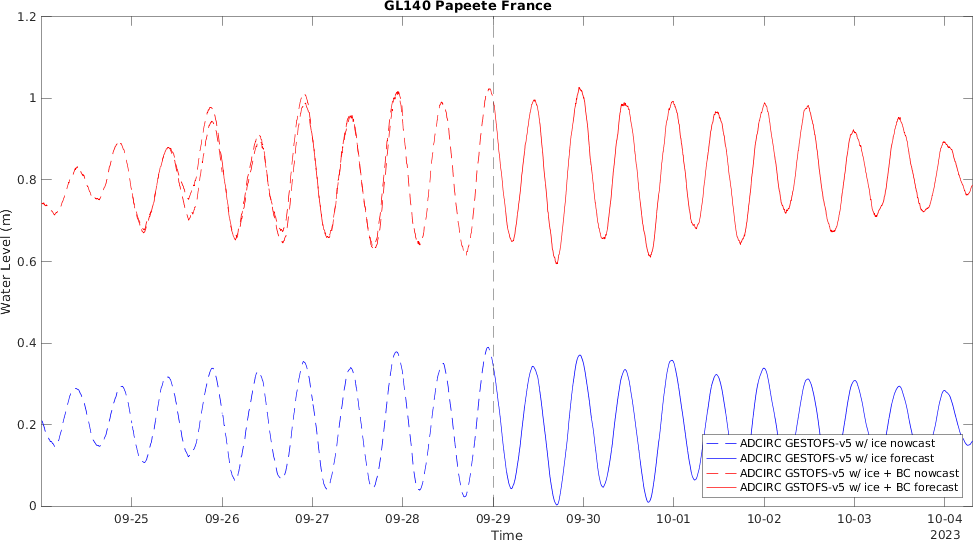 GL140 Papeete France
1.2
1
0.8
0.6
0.4
0.2
0
Water Level (m)
09-25 09-26 09-27 09-28 09-29 09-30 10-01 10-02 10-03 10-04
2023
Time
ADCIRC GESTOFS-v5 w/ ice nowcast
ADCIRC GESTOFS-v5 w/ ice forecast
ADCIRC GSTOFS-v5 w/ ice + BC nowcast
ADCIRC GSTOFS-v5 w/ ice + BC forecast